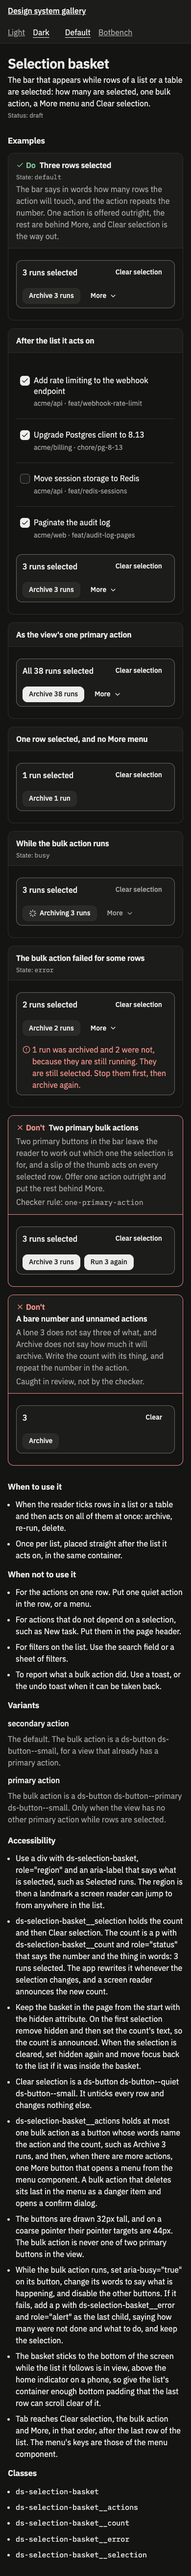 Design system gallery
Light Dark Default Botbench
Selection basket
The bar that appears while rows of a list or a
table are selected: how many are selected, one bulk
action, a More menu and Clear selection.
Status: draft
Examples
Do Three rows selected
State: default
The bar says in words how many rows the
action will touch, and the action repeats the
number. One action is offered outright, the
rest are behind More, and Clear selection is
the way out.
3 runs selected Clear selection
Archive 3 runs More
After the list it acts on
Add rate limiting to the webhook
endpoint
acme/api · feat/webhook-rate-limit
Upgrade Postgres client to 8.13
acme/billing · chore/pg-8-13
Move session storage to Redis
acme/api · feat/redis-sessions
Paginate the audit log
acme/web · feat/audit-log-pages
3 runs selected Clear selection
Archive 3 runs More
As the view's one primary action
All 38 runs selected Clear selection
Archive 38 runs More
One row selected, and no More menu
1 run selected Clear selection
Archive 1 run
While the bulk action runs
State: busy
3 runs selected Clear selection
Archiving 3 runs More
The bulk action failed for some rows
State: error
2 runs selected Clear selection
Archive 2 runs More
1 run was archived and 2 were not,
because they are still running. They
are still selected. Stop them first, then
archive again.
Don't Two primary bulk actions
Two primary buttons in the bar leave the
reader to work out which one the selection is
for, and a slip of the thumb acts on every
selected row. Offer one action outright and
put the rest behind More.
Checker rule: one-primary-action
3 runs selected Clear selection
Archive 3 runs Run 3 again
Don't
A bare number and unnamed actions
A lone 3 does not say three of what, and
Archive does not say how much it will
archive. Write the count with its thing, and
repeat the number in the action.
Caught in review, not by the checker.
3 Clear
Archive
When to use it
• When the reader ticks rows in a list or a table
and then acts on all of them at once: archive,
re-run, delete.
• Once per list, placed straight after the list it
acts on, in the same container.
When not to use it
• For the actions on one row. Put one quiet action
in the row, or a menu.
• For actions that do not depend on a selection,
such as New task. Put them in the page header.
• For filters on the list. Use the search field or a
sheet of filters.
• To report what a bulk action did. Use a toast, or
the undo toast when it can be taken back.
Variants
secondary action
The default. The bulk action is a ds-button ds-
button--small, for a view that already has a
primary action.
primary action
The bulk action is a ds-button ds-button--primary
ds-button--small. Only when the view has no
other primary action while rows are selected.
Accessibility
• Use a div with ds-selection-basket,
role="region" and an aria-label that says what
is selected, such as Selected runs. The region is
then a landmark a screen reader can jump to
from anywhere in the list.
• ds-selection-basket__selection holds the count
and then Clear selection. The count is a p with
ds-selection-basket__count and role="status"
that says the number and the thing in words: 3
runs selected. The app rewrites it whenever the
selection changes, and a screen reader
announces the new count.
• Keep the basket in the page from the start with
the hidden attribute. On the first selection
remove hidden and then set the count's text, so
the count is announced. When the selection is
cleared, set hidden again and move focus back
to the list if it was inside the basket.
• Clear selection is a ds-button ds-button--quiet
ds-button--small. It unticks every row and
changes nothing else.
• ds-selection-basket__actions holds at most
one bulk action as a button whose words name
the action and the count, such as Archive 3
runs, and then, when there are more actions,
one More button that opens a menu from the
menu component. A bulk action that deletes
sits last in the menu as a danger item and
opens a confirm dialog.
• The buttons are drawn 32px tall, and on a
coarse pointer their pointer targets are 44px.
The bulk action is never one of two primary
buttons in the view.
• While the bulk action runs, set aria-busy="true"
on its button, change its words to say what is
happening, and disable the other buttons. If it
fails, add a p with ds-selection-basket__error
and role="alert" as the last child, saying how
many were not done and what to do, and keep
the selection.
• The basket sticks to the bottom of the screen
while the list it follows is in view, above the
home indicator on a phone, so give the list's
container enough bottom padding that the last
row can scroll clear of it.
• Tab reaches Clear selection, the bulk action
and More, in that order, after the last row of
the list. The menu's keys are those of the menu
component.
Classes
• ds-selection-basket
• ds-selection-basket__actions
• ds-selection-basket__count
• ds-selection-basket__error
• ds-selection-basket__selection